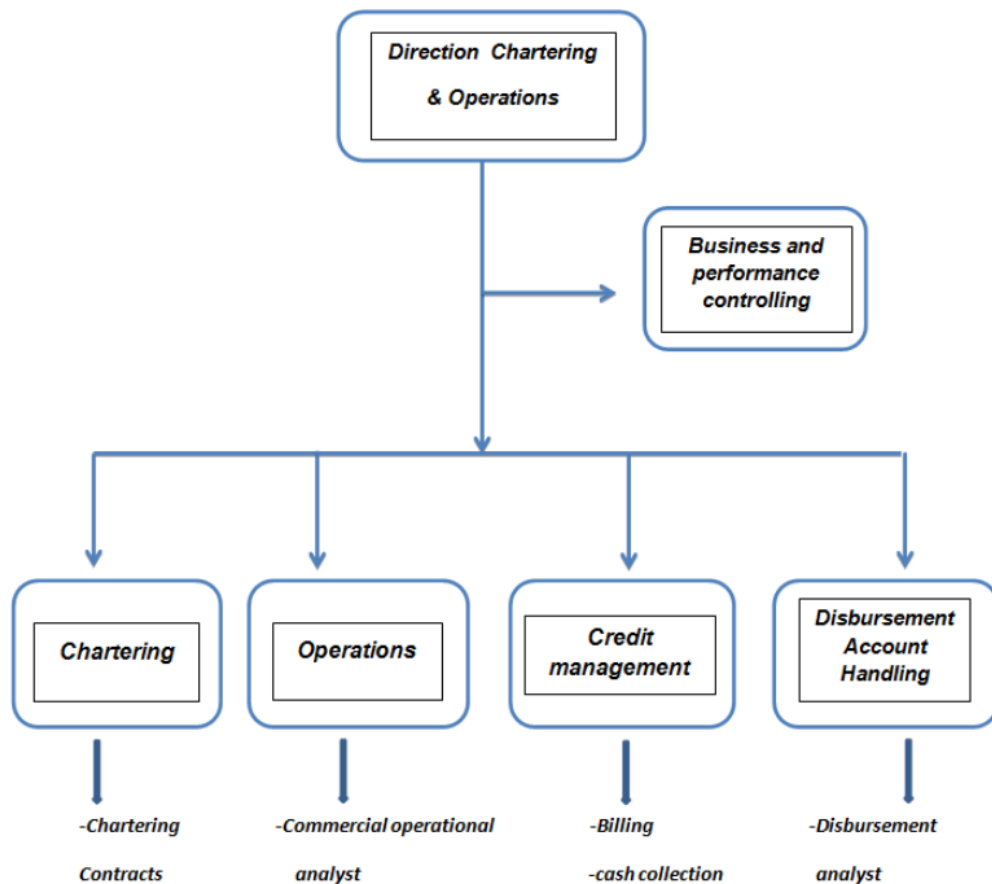 Direction Chartering
& Operations
Business and
performance
controlling
Chartering
Operations
Credit
management
Disbursement
Account
Handling
-Chartering
Contracts
-Commercial operational
analyst
-Billing
-cash collection
-Disbursement
analyst